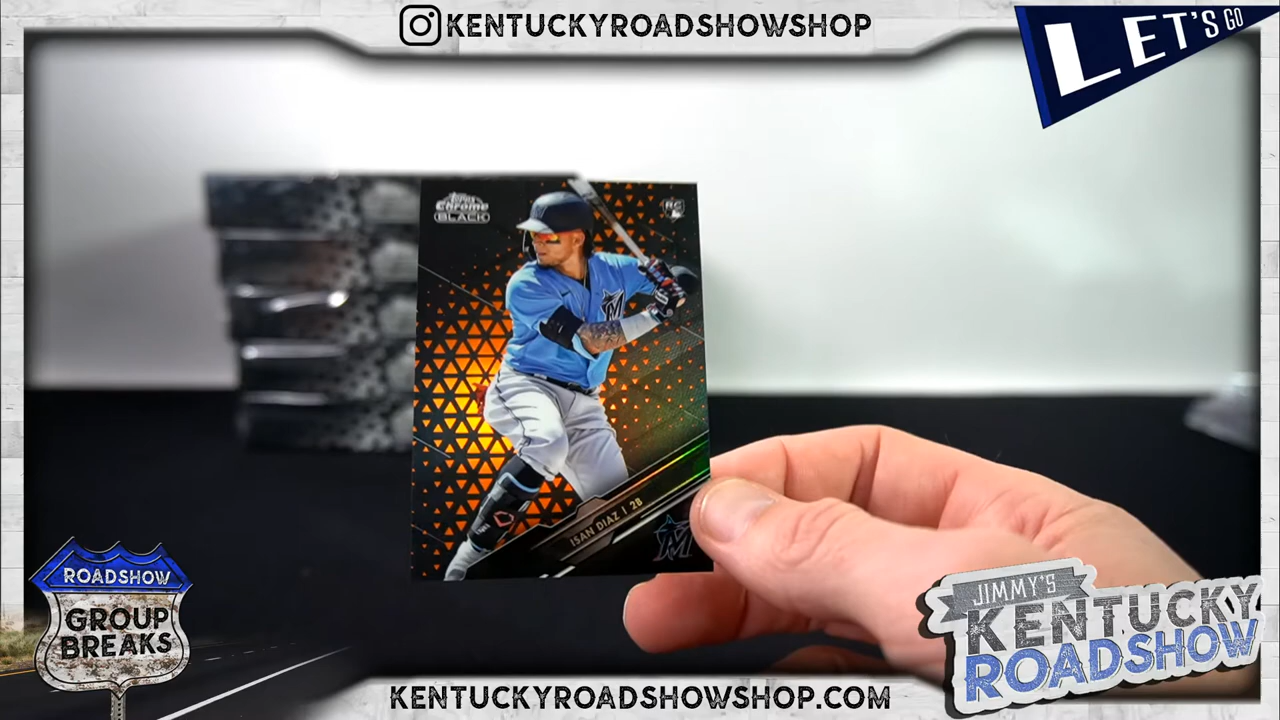 KENTUCKYROADSHOWSHOP
LET'S GO
Topps
Chrome
BLACK
RC
M
ISAN DIAZ | 2B
M
ROADSHOW
GROUP
BREAKS
JIMMY'S
KENTUCKY
ROADSHOW
KENTUCKYROADSHOWSHOP.COM